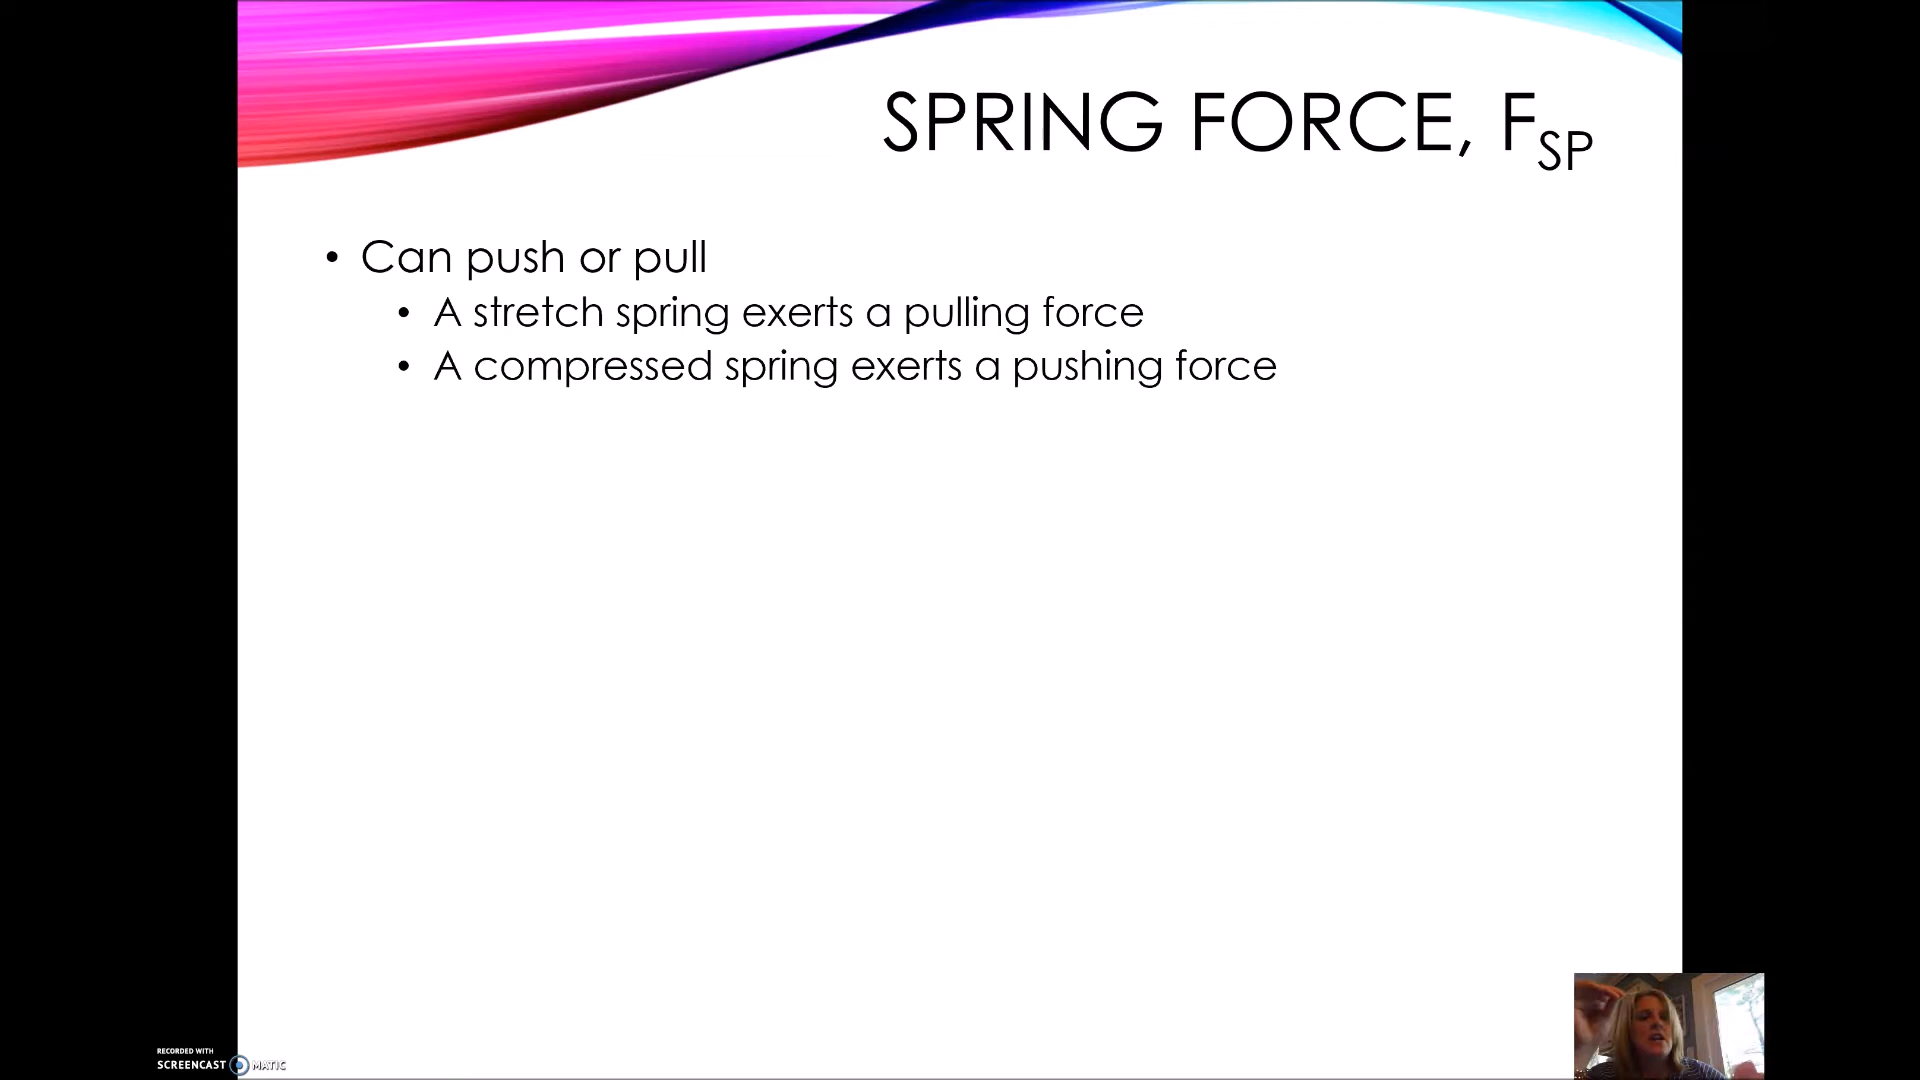 SPRING FORCE, FSP
• Can push or pull
• A stretch spring exerts a pulling force
• A compressed spring exerts a pushing force
RECORDED WITH
SCREENCAST MATIC